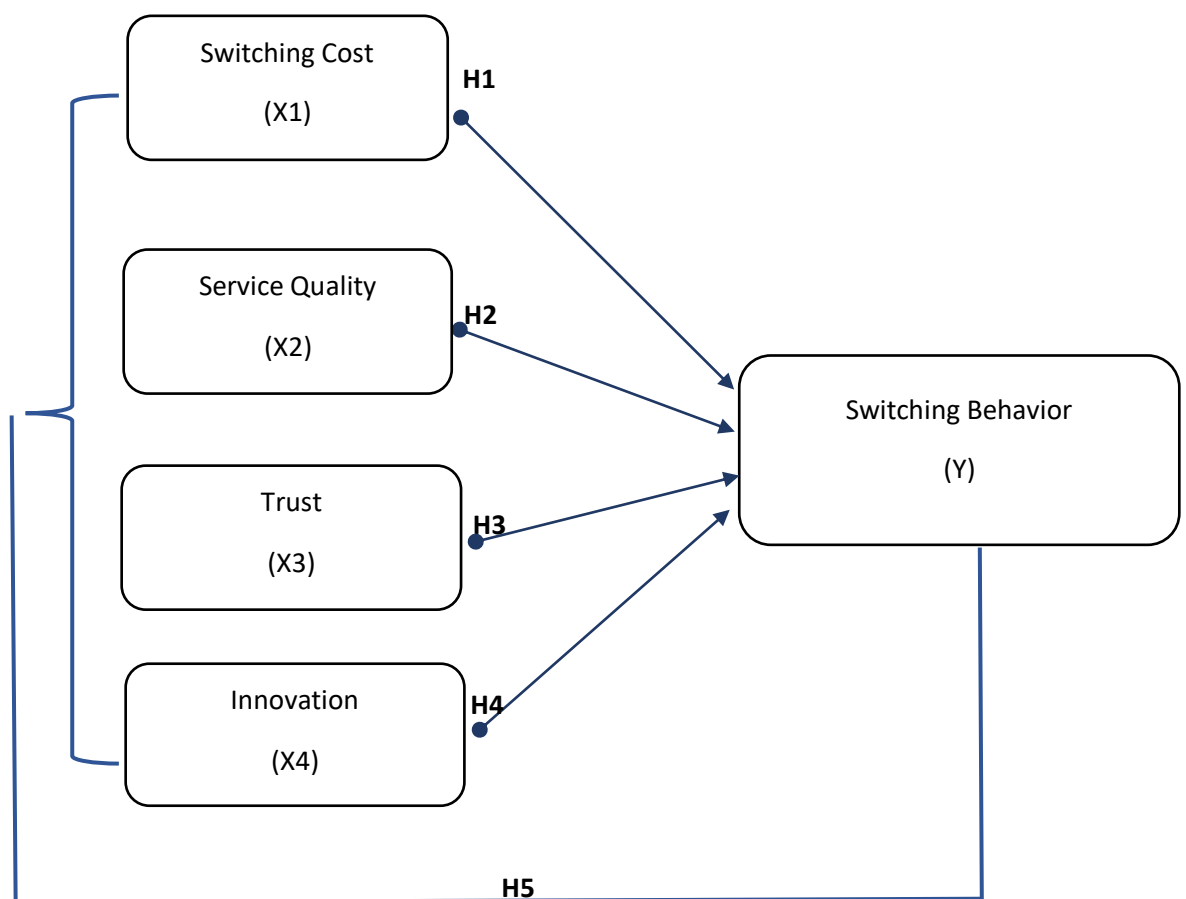 Switching Cost
(X1)
H1
Service Quality
(X2)
H2
Switching Behavior
(Y)
Trust
(X3)
H3
Innovation
(X4)
H4
H5